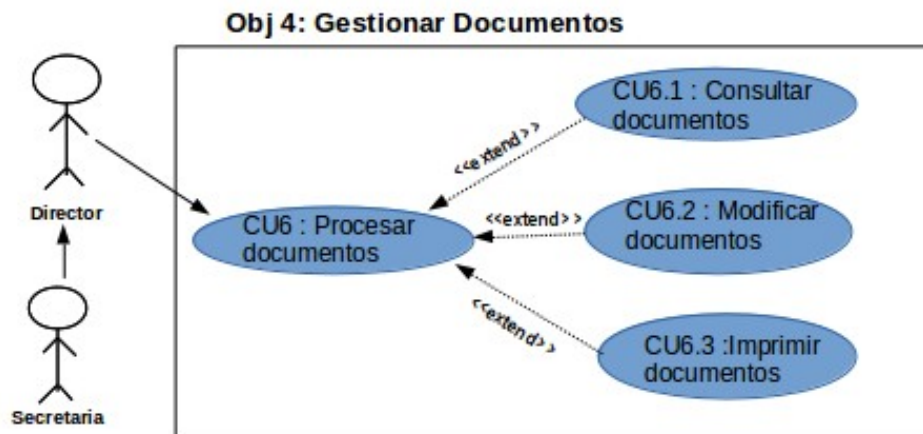 Obj 4: Gestionar Documentos
CU6.1 : Consultar
documentos
<<extend>>
Director
CU6 : Procesar
documentos
<<extend>>
CU6.2 : Modificar
documentos
<<extend>>
CU6.3 :Imprimir
documentos
Secretaria